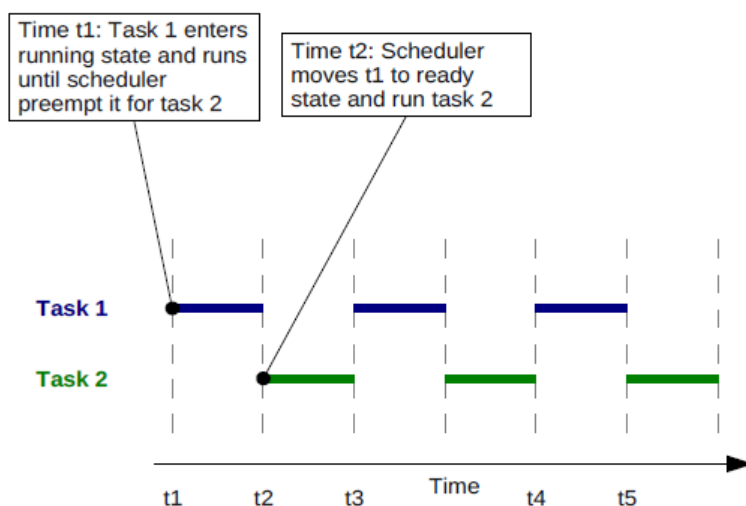 Time t1: Task 1 enters
running state and runs
until scheduler
preempt it for task 2
Time t2: Scheduler
moves t1 to ready
state and run task 2
Task 1
Task 2
Time
t1 t2 t3 t4 t5